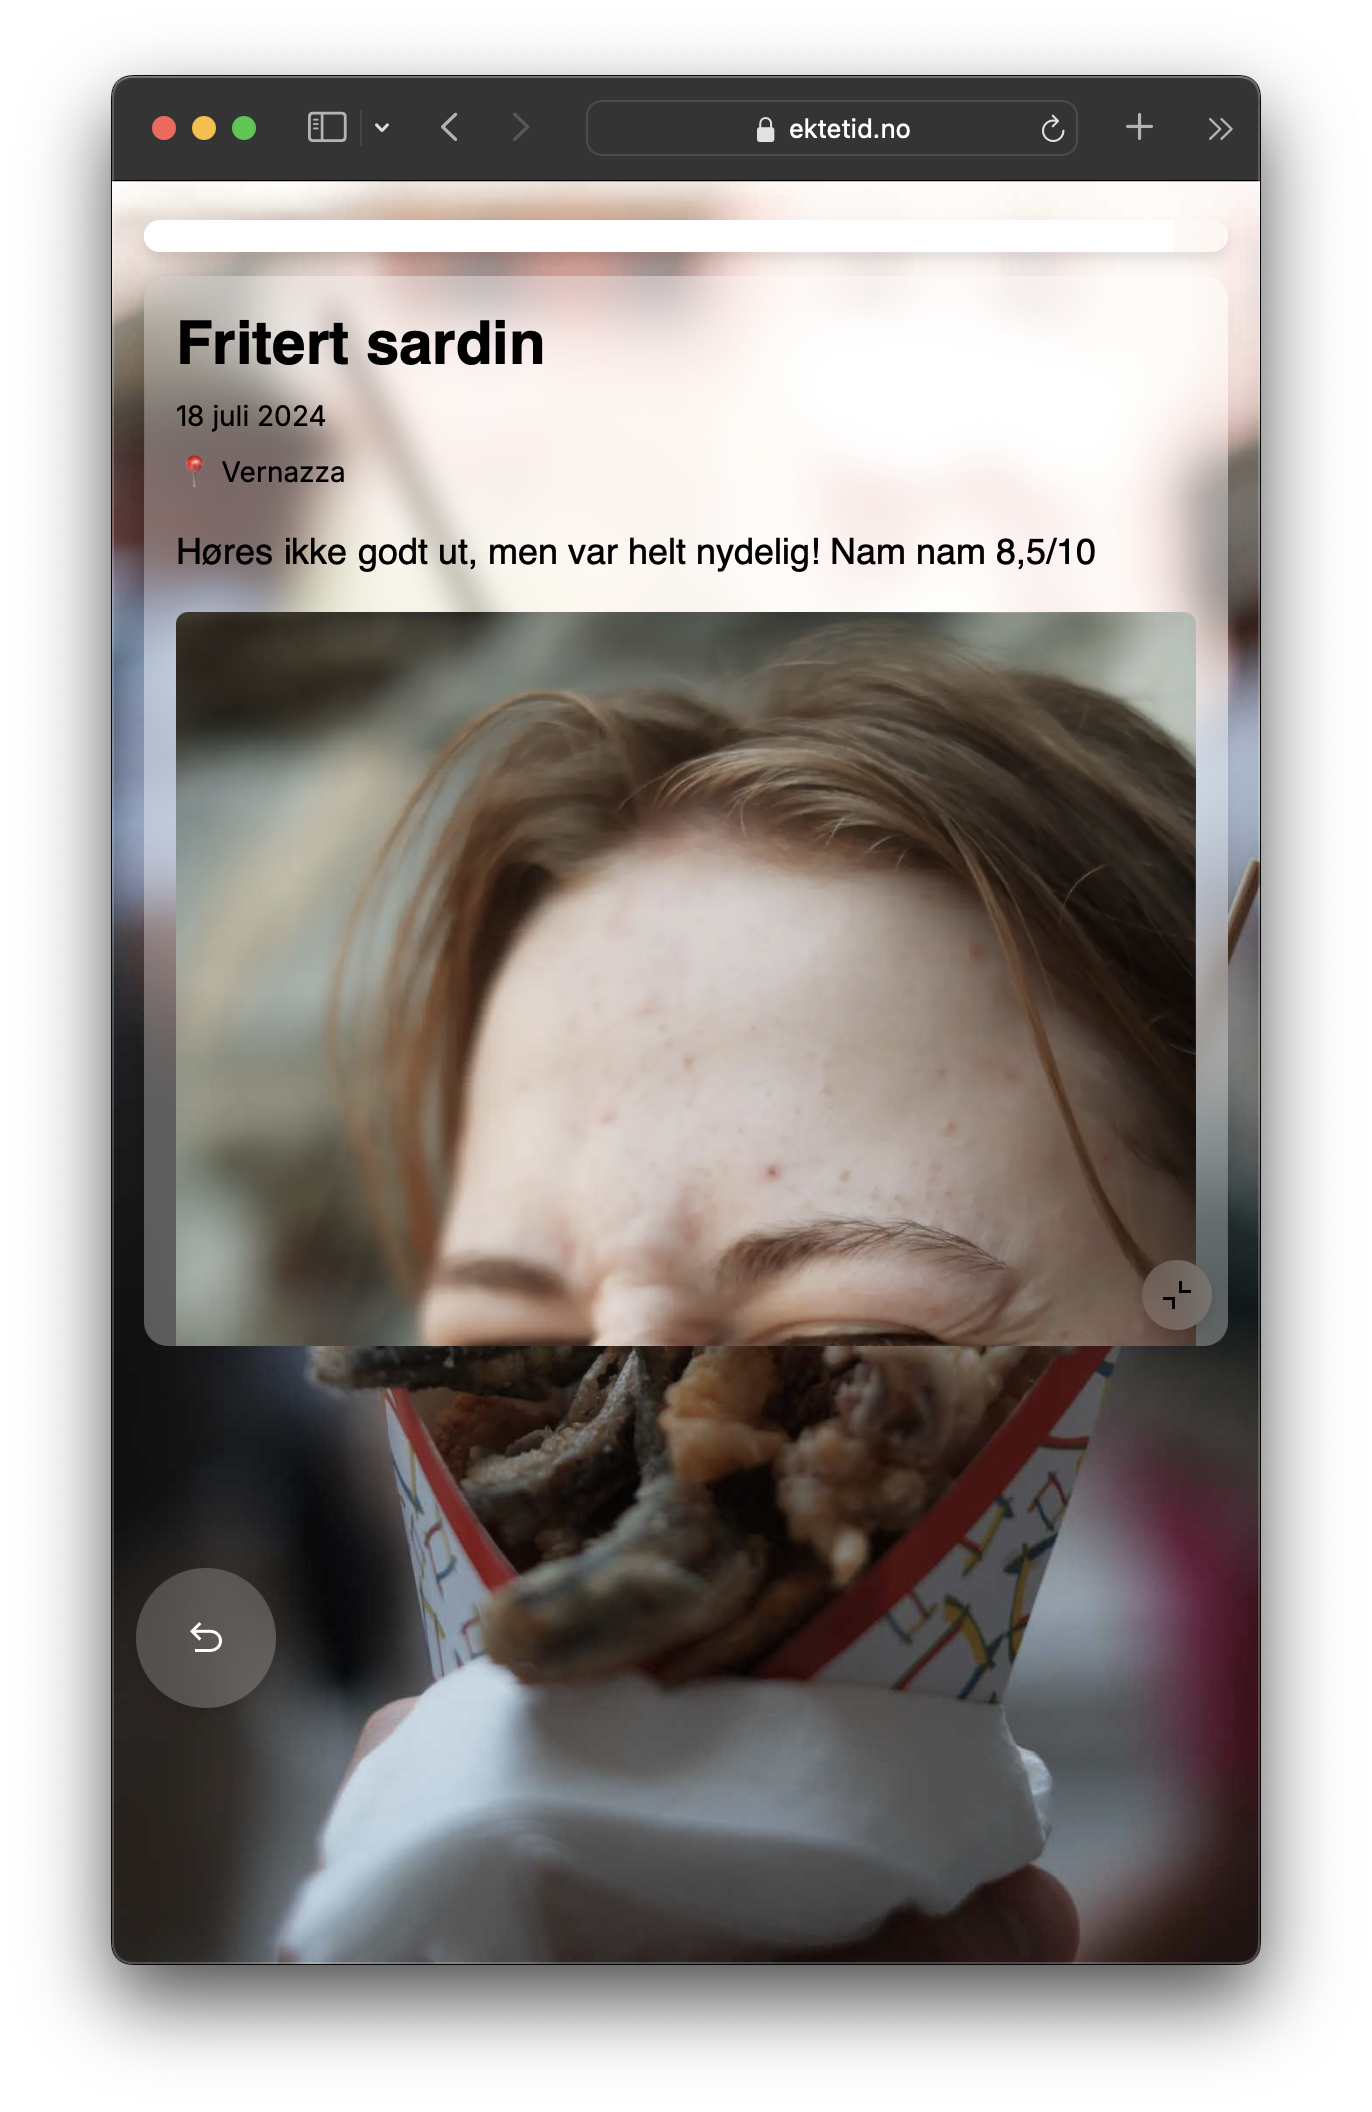 ektetid.no
Fritert sardin
18 juli 2024
📍 Vernazza
Høres ikke godt ut, men var helt nydelig! Nam nam 8,5/10